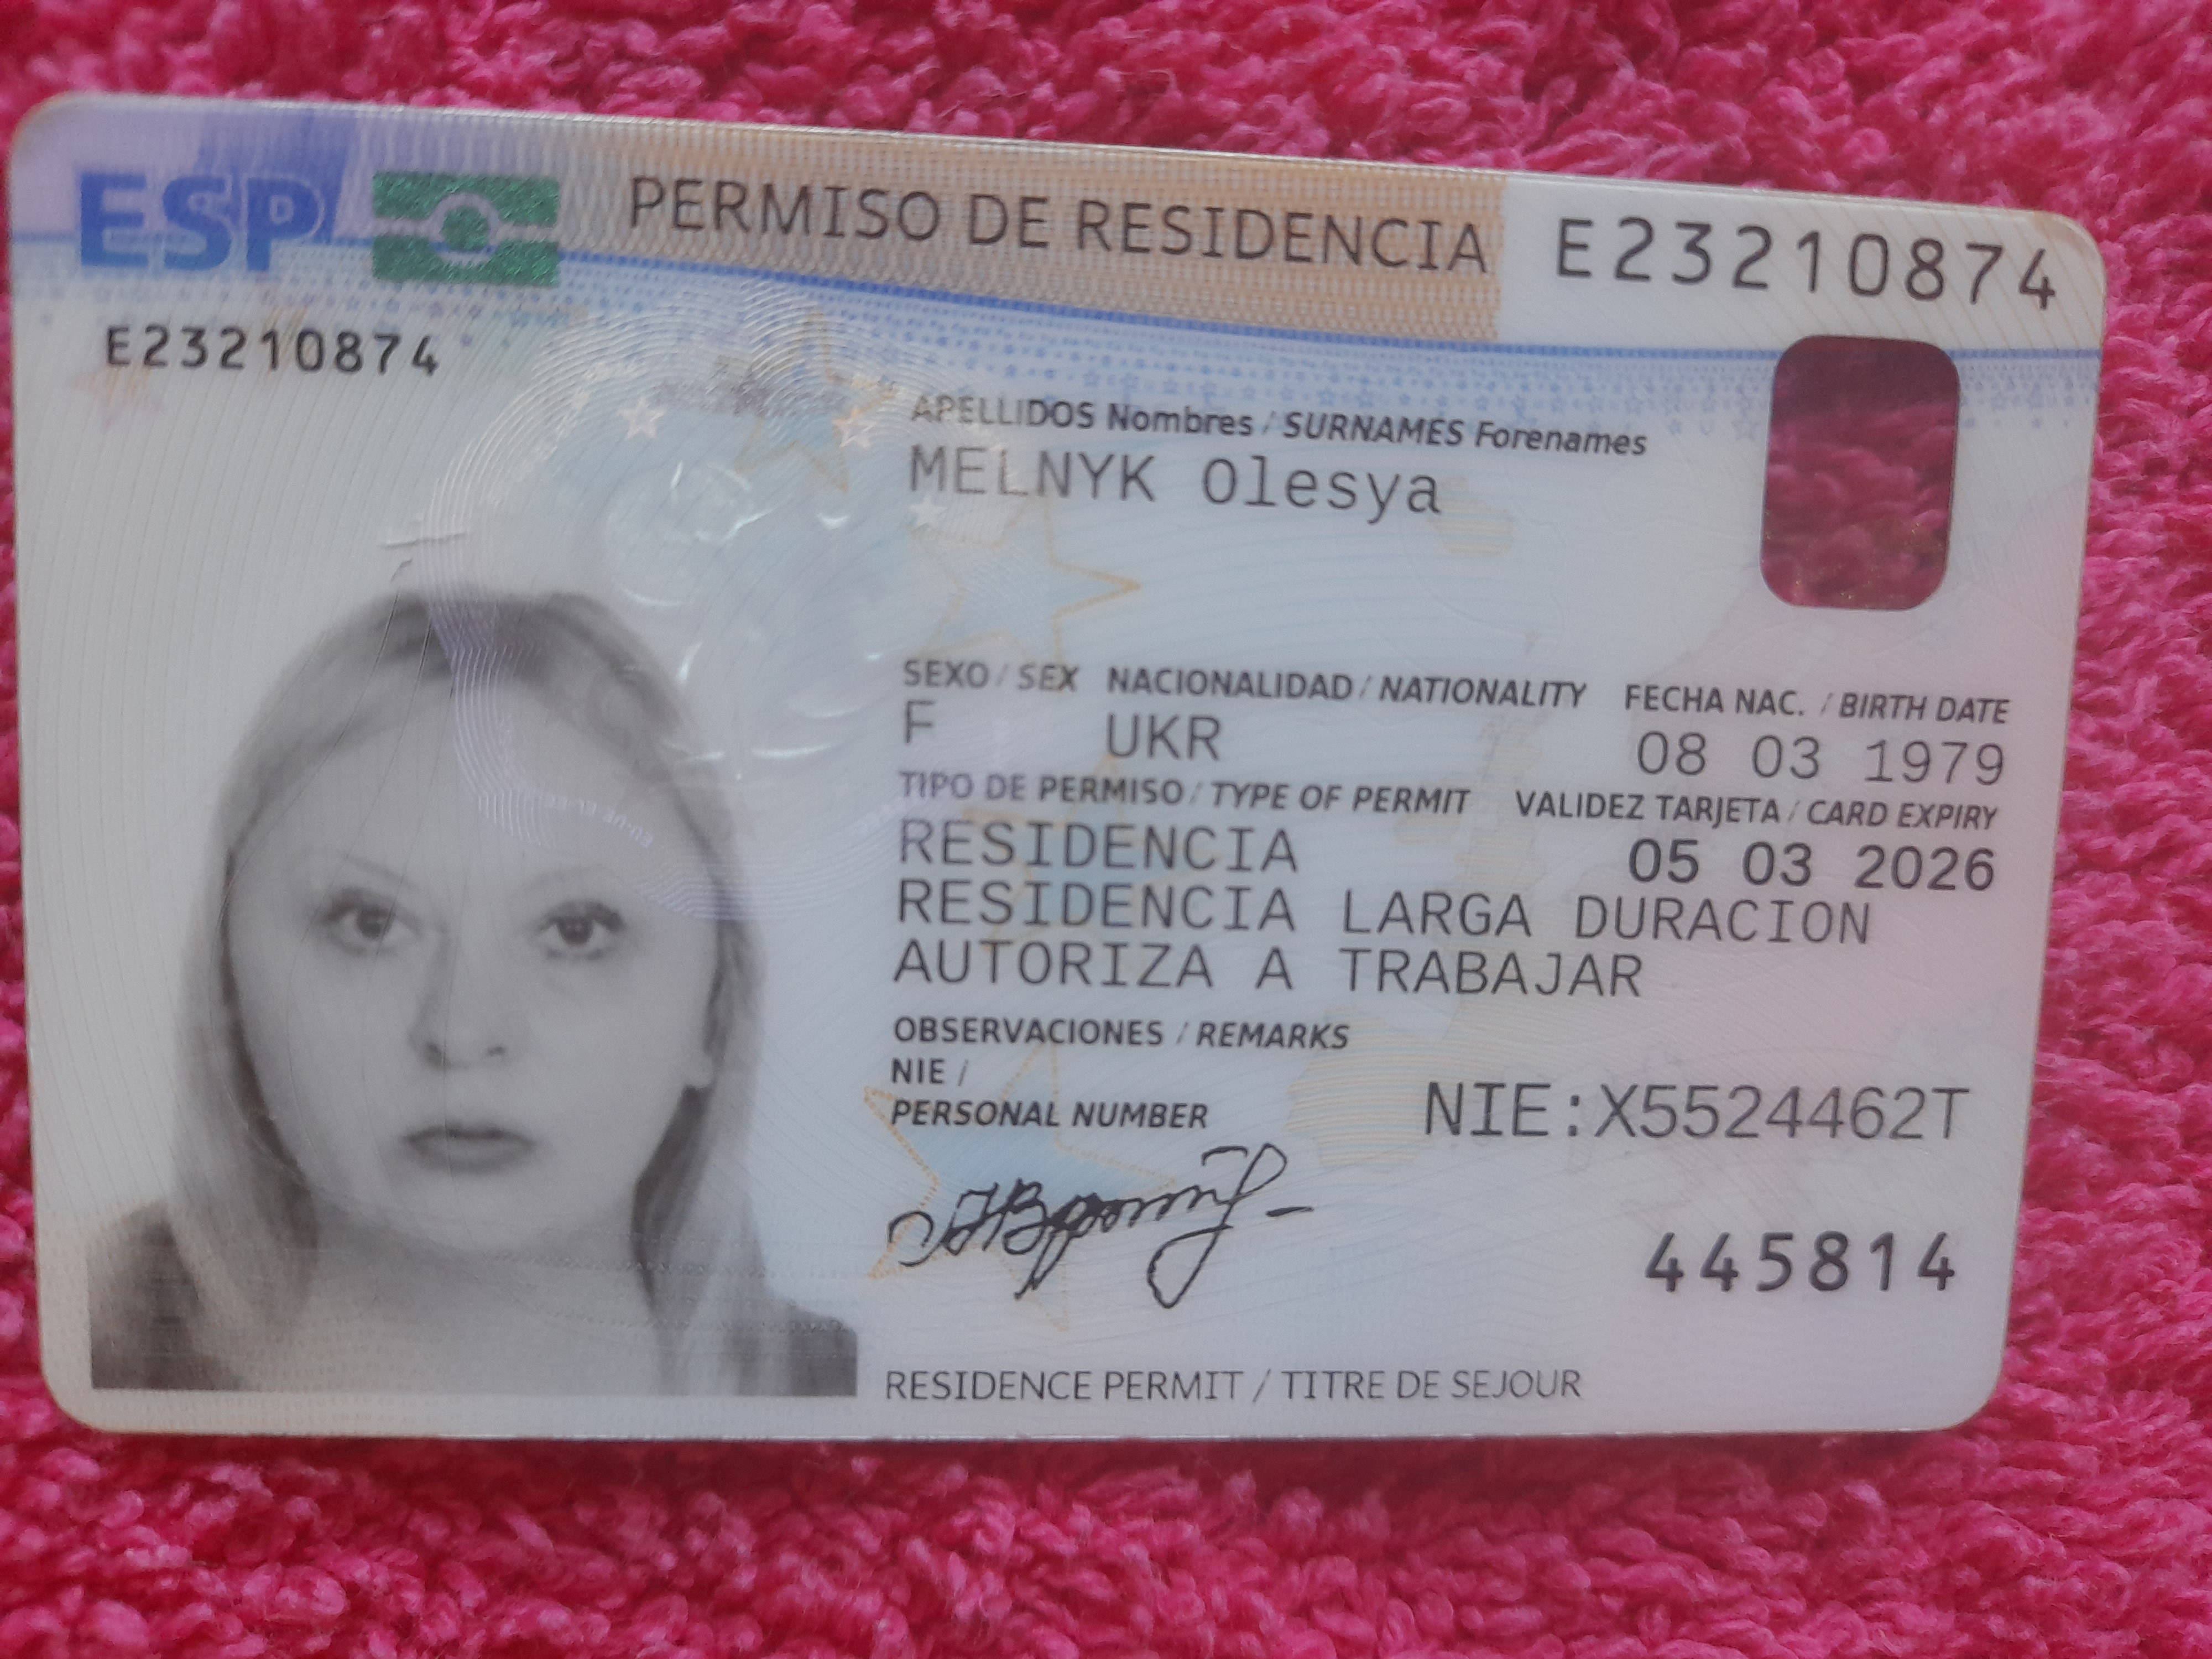 ESP PERMISO DE RESIDENCIA E23210874
E23210874
APELLIDOS Nombres / SURNAMES Forenames
MELNYK Olesya
SEXO / SEX NACIONALIDAD / NATIONALITY FECHA NAC. / BIRTH DATE
F UKR 08 03 1979
TIPO DE PERMISO / TYPE OF PERMIT VALIDEZ TARJETA / CARD EXPIRY
RESIDENCIA 05 03 2026
RESIDENCIA LARGA DURACION
AUTORIZA A TRABAJAR
OBSERVACIONES / REMARKS
NIE /
PERSONAL NUMBER NIE:X5524462T
445814
RESIDENCE PERMIT / TITRE DE SEJOUR